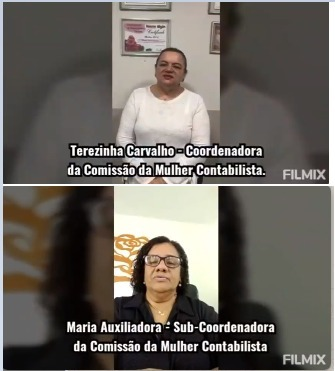 Terezinha Carvalho - Coordenadora
da Comissão da Mulher Contabilista.
FILMIX
Maria Auxiliadora - Sub-Coordenadora
da Comissão da Mulher Contabilista
FILMIX